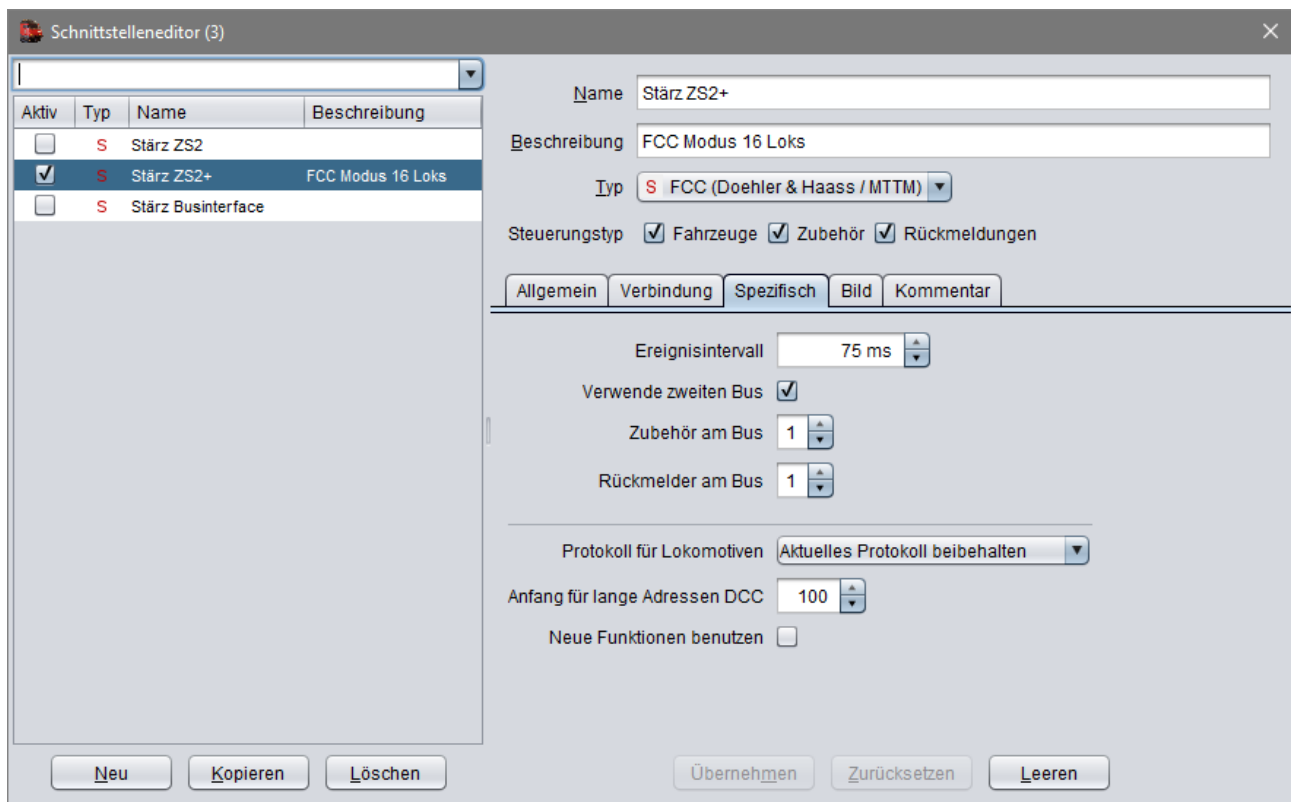 Schnittstelleneditor (3)
Aktiv Typ Name Beschreibung
S Stärz ZS2
S Stärz ZS2+ FCC Modus 16 Loks
S Stärz Businterface
Neu Kopieren Löschen
Name Stärz ZS2+
Beschreibung FCC Modus 16 Loks
Typ S FCC (Doehler & Haass / MTTM)
Steuerungstyp Fahrzeuge Zubehör Rückmeldungen
Allgemein Verbindung Spezifisch Bild Kommentar
Ereignisintervall 75 ms
Verwende zweiten Bus
Zubehör am Bus 1
Rückmelder am Bus 1
Protokoll für Lokomotiven Aktuelles Protokoll beibehalten
Anfang für lange Adressen DCC 100
Neue Funktionen benutzen
Übernehmen Zurücksetzen Leeren